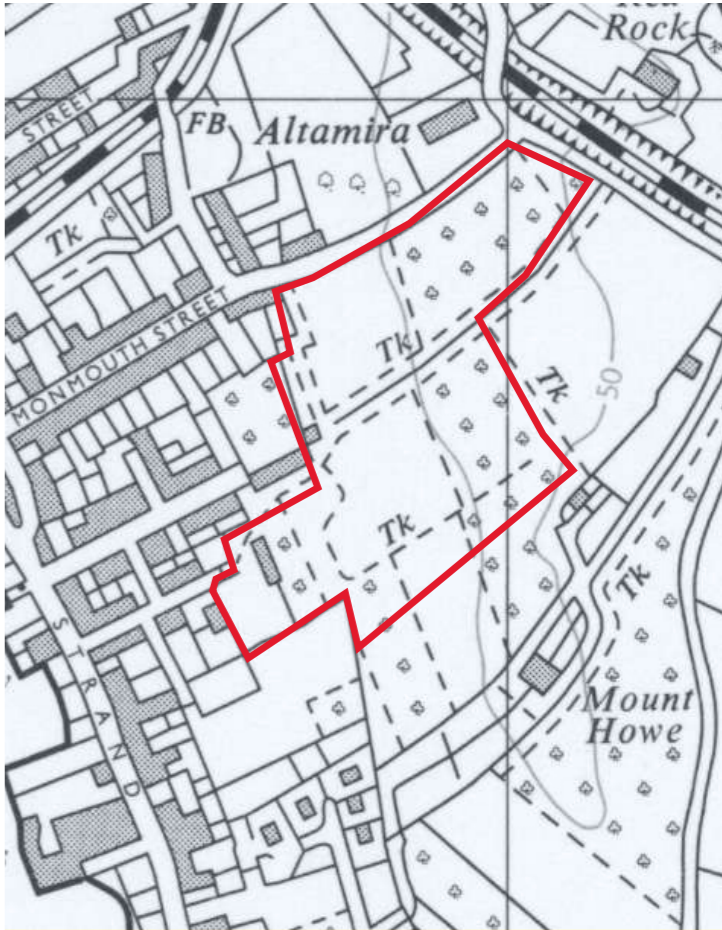 Rock
STREET
FB
Altamira
Tk
MONMOUTH STREET
Tk
Tk
50
Tk
Tk
STRAND
Mount
Howe